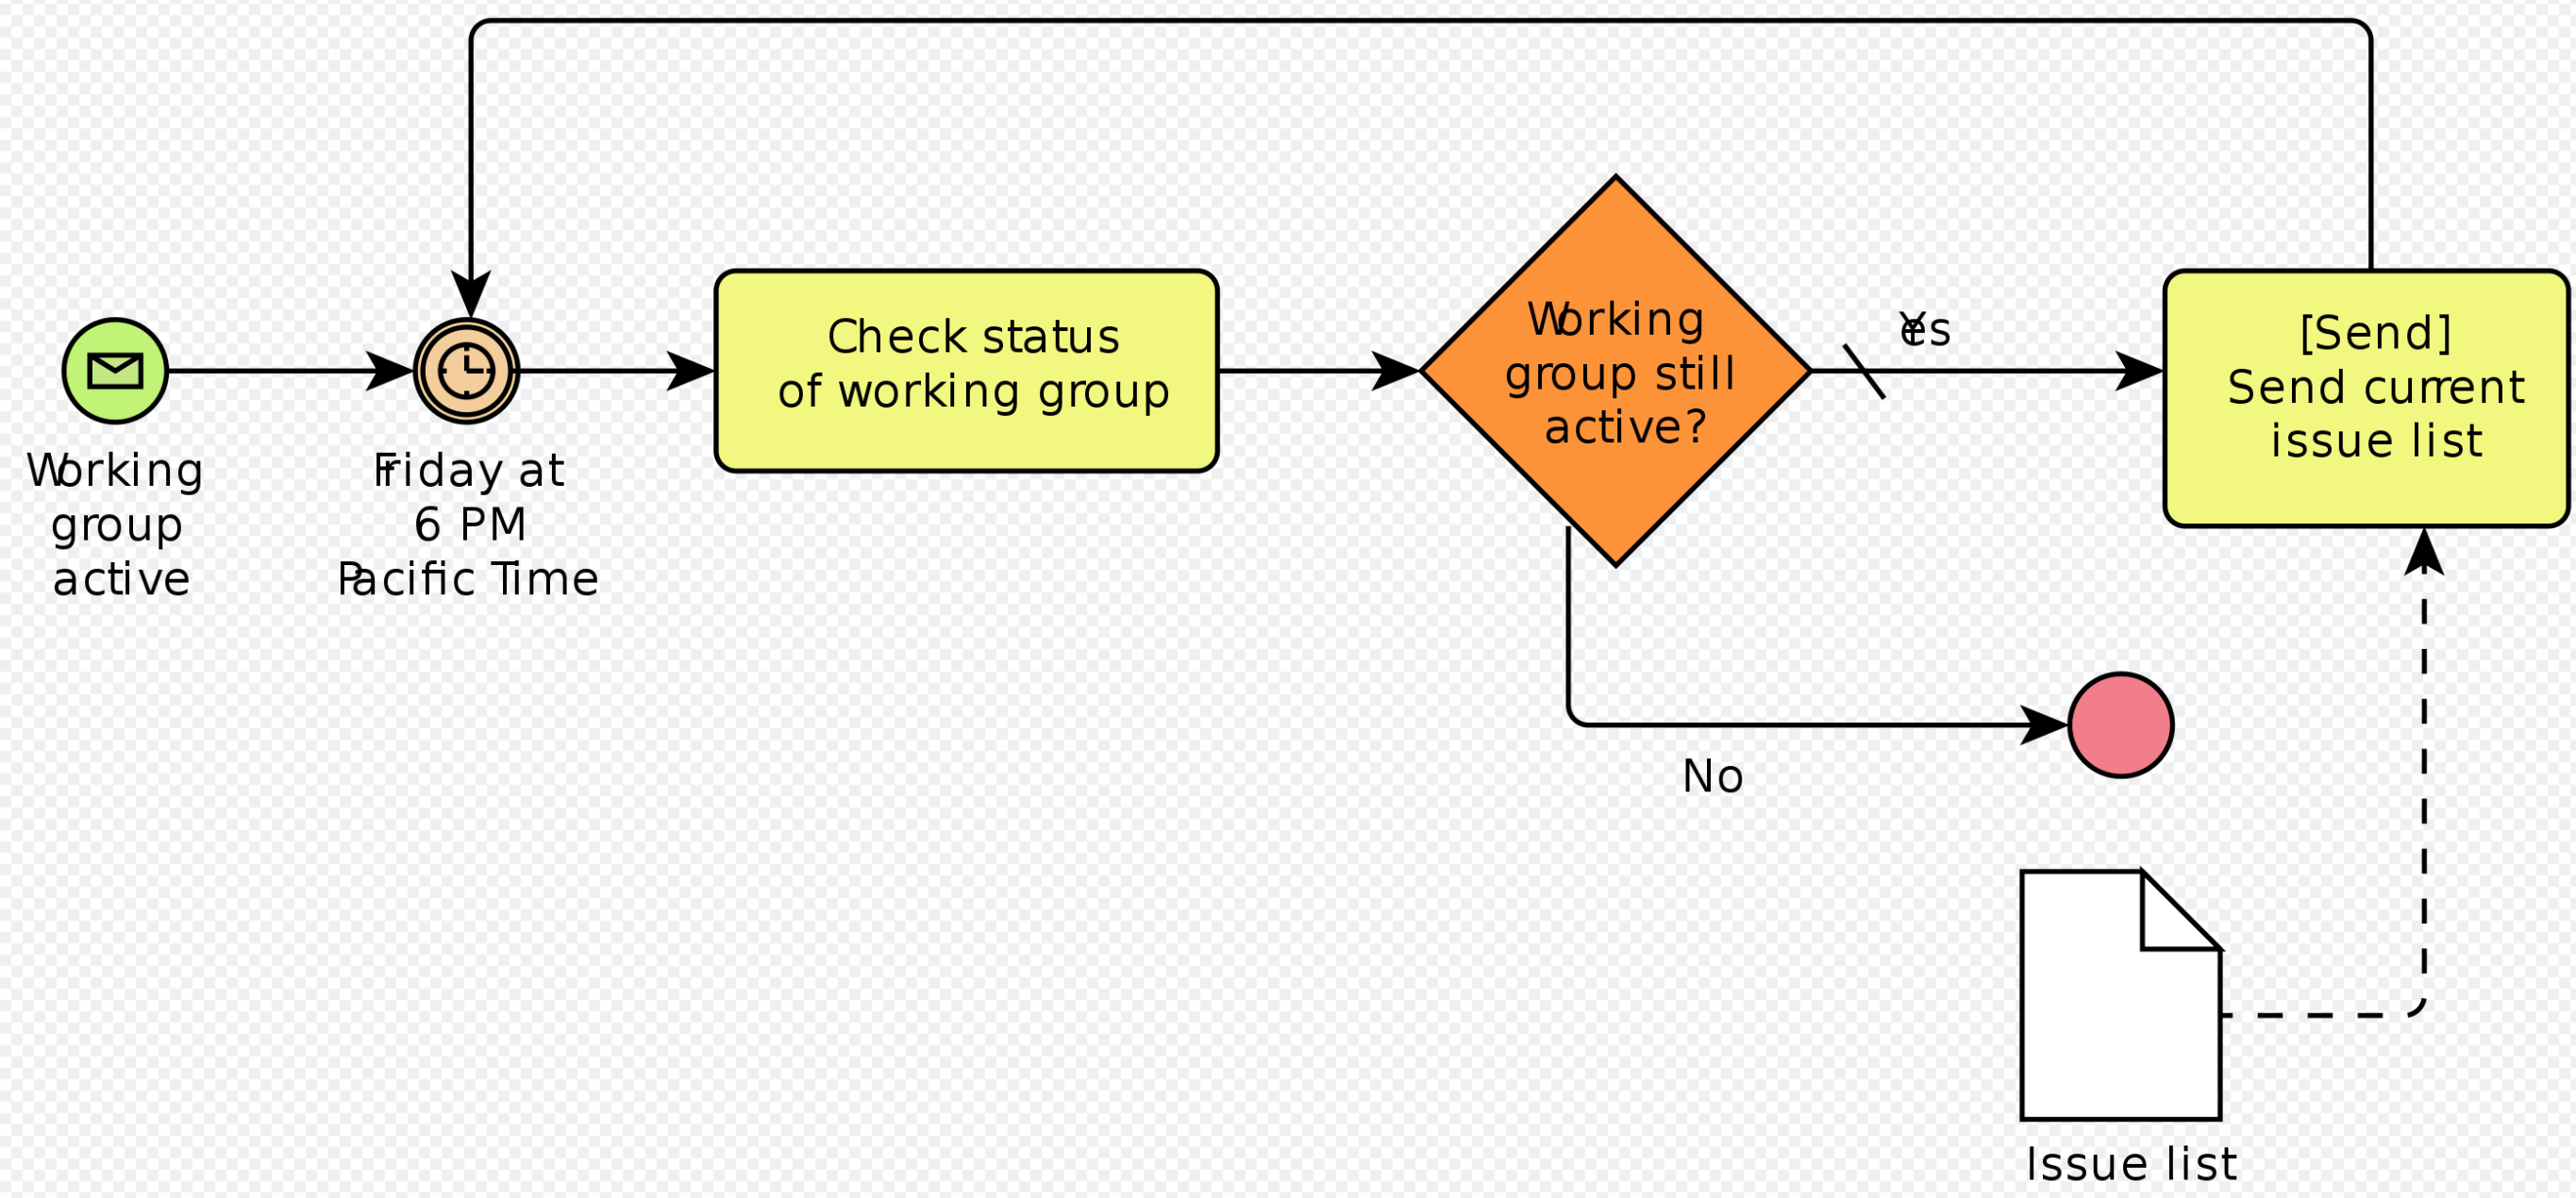 Working
group
active
Friday at
6 PM
Pacific Time
Check status
of working group
Working
group still
active?
Yes
[Send]
Send current
issue list
No
Issue list